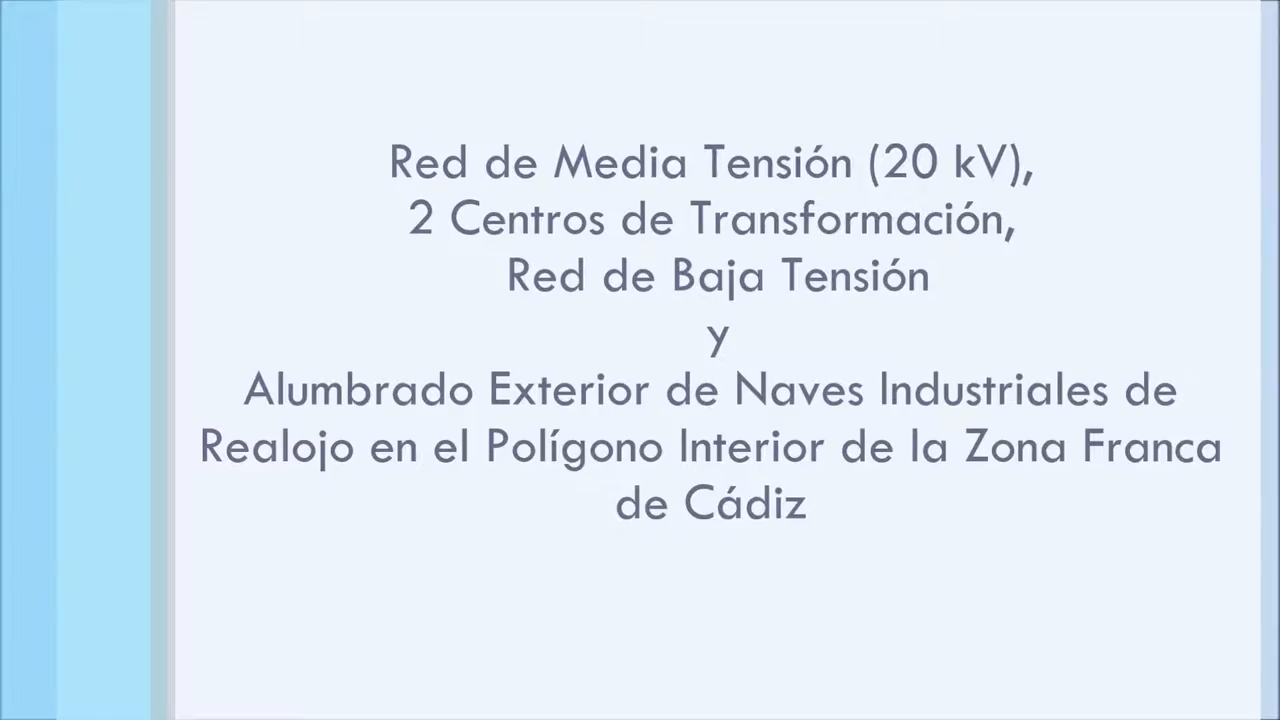 Red de Media Tensión (20 kV),
2 Centros de Transformación,
Red de Baja Tensión
y
Alumbrado Exterior de Naves Industriales de
Realojo en el Polígono Interior de la Zona Franca
de Cádiz